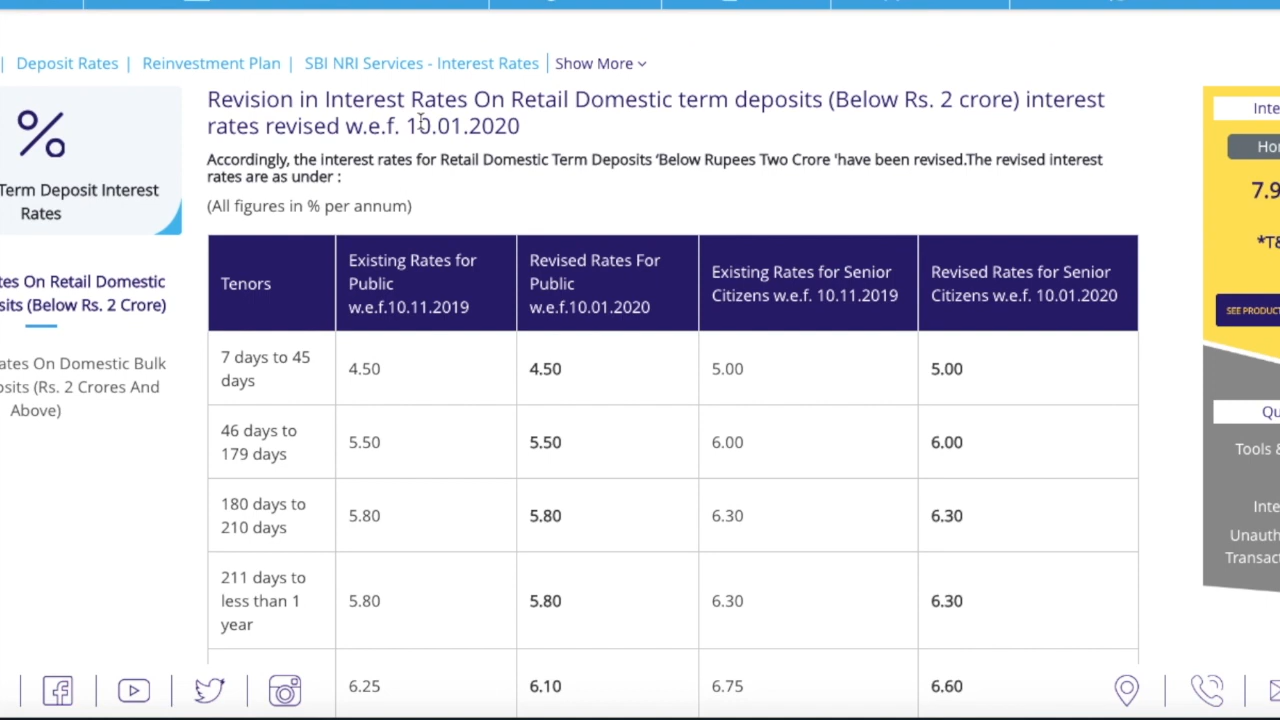 | Deposit Rates | Reinvestment Plan | SBI NRI Services - Interest Rates | Show More
Revision in Interest Rates On Retail Domestic term deposits (Below Rs. 2 crore) interest
rates revised w.e.f. 10.01.2020
Accordingly, the interest rates for Retail Domestic Term Deposits ‘Below Rupees Two Crore 'have been revised.The revised interest
rates are as under :
(All figures in % per annum)
%
Term Deposit Interest
Rates
tes On Retail Domestic
sits (Below Rs. 2 Crore)
ates On Domestic Bulk
osits (Rs. 2 Crores And
Above)
Tenors
Existing Rates for
Public
w.e.f.10.11.2019
Revised Rates For
Public
w.e.f.10.01.2020
Existing Rates for Senior
Citizens w.e.f. 10.11.2019
Revised Rates for Senior
Citizens w.e.f. 10.01.2020
7 days to 45
days
4.50
4.50
5.00
5.00
46 days to
179 days
5.50
5.50
6.00
6.00
180 days to
210 days
5.80
5.80
6.30
6.30
211 days to
less than 1
year
5.80
5.80
6.30
6.30
6.25
6.10
6.75
6.60
Inte
Hor
7.9
*T&
SEE PRODUCT
Qu
Tools &
Inte
Unauth
Transact